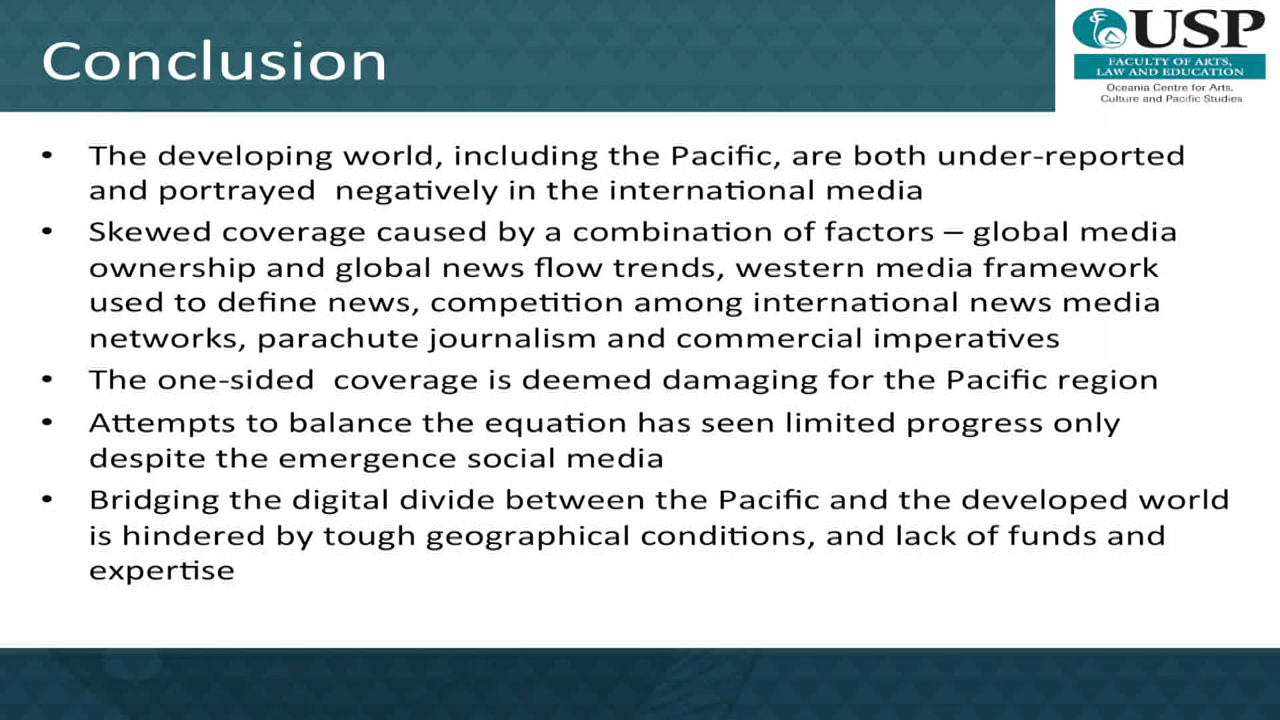 Conclusion
USP
FACULTY OF ARTS,
LAW AND EDUCATION
Oceania Centre for Arts,
Culture and Pacific Studies
• The developing world, including the Pacific, are both under-reported
and portrayed  negatively in the international media
• Skewed coverage caused by a combination of factors – global media
ownership and global news flow trends, western media framework
used to define news, competition among international news media
networks, parachute journalism and commercial imperatives
• The one-sided  coverage is deemed damaging for the Pacific region
• Attempts to balance the equation has seen limited progress only
despite the emergence social media
• Bridging the digital divide between the Pacific and the developed world
is hindered by tough geographical conditions, and lack of funds and
expertise